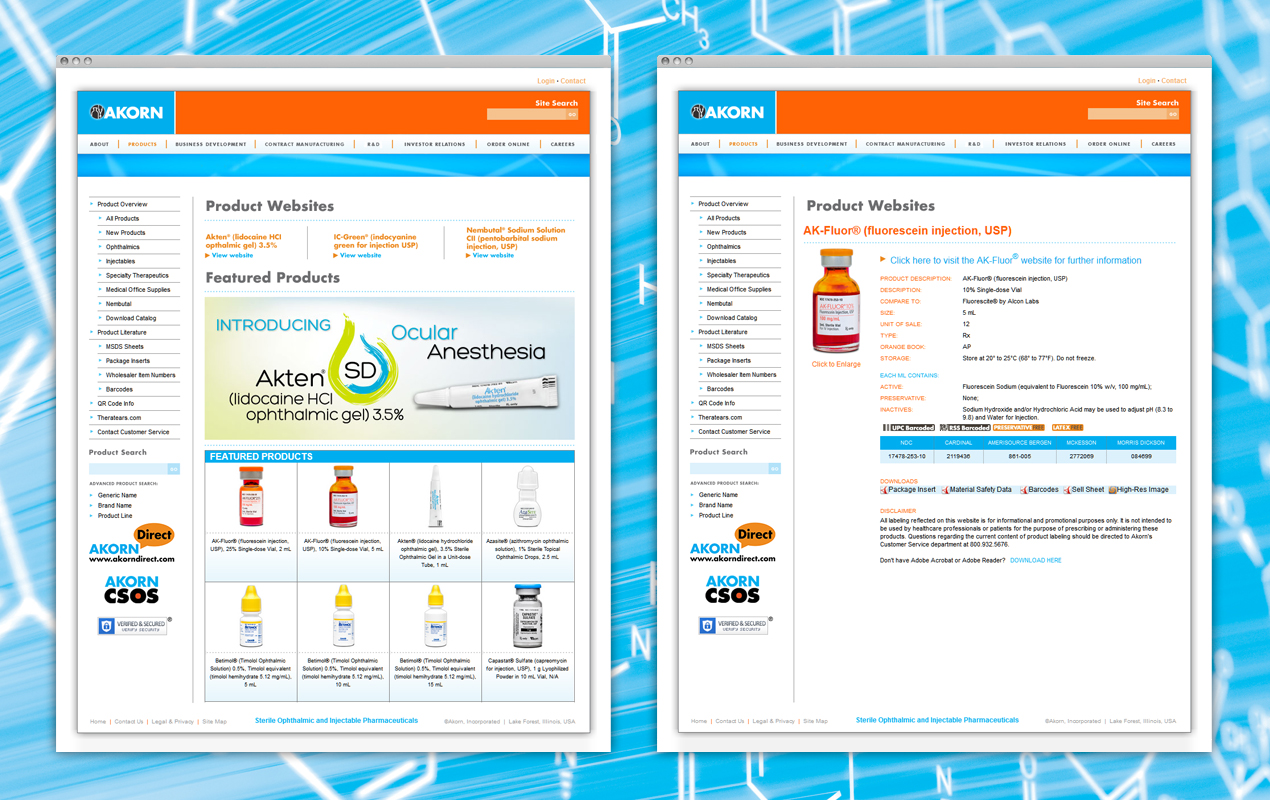 CH3
Login • Contact
AKORN
Site Search
GO
ABOUT | PRODUCTS | BUSINESS DEVELOPMENT | CONTRACT MANUFACTURING | R&D | INVESTOR RELATIONS | ORDER ONLINE | CAREERS
Product Overview
All Products
New Products
Ophthalmics
Injectables
Specialty Therapeutics
Medical Office Supplies
Nembutal
Download Catalog
Product Literature
MSDS Sheets
Package Inserts
Wholesaler Item Numbers
Barcodes
QR Code Info
Theratears.com
Contact Customer Service
Product Search
GO
ADVANCED PRODUCT SEARCH:
Generic Name
Brand Name
Product Line
Direct
AKORN
www.akorndirect.com
AKORN
CSOS
VERIFIED & SECURED
VERIFY SECURITY
Product Websites
Akten® (lidocaine HCl
opthalmic gel) 3.5%
View website
IC-Green® (indocyanine
green for injection USP)
View website
Nembutal® Sodium Solution
CII (pentobarbital sodium
injection, USP)
View website
Featured Products
INTRODUCING
Ocular
Anesthesia
SD
Akten®
(lidocaine HCl
ophthalmic gel) 3.5%
FEATURED PRODUCTS
AK-Fluor® (fluorescein injection,
USP), 25% Single-dose Vial, 2 mL
AK-Fluor® (fluorescein injection,
USP), 10% Single-dose Vial, 5 mL
Akten® (lidocaine hydrochloride
ophthalmic gel), 3.5% Sterile
Ophthalmic Gel in a Unit-dose
Tube, 1 mL
Azasite® (azithromycin ophthalmic
solution), 1% Sterile Topical
Ophthalmic Drops, 2.5 mL
Betimol® (Timolol Ophthalmic
Solution) 0.5%, Timolol equivalent
(timolol hemihydrate 5.12 mg/mL),
5 mL
Betimol® (Timolol Ophthalmic
Solution) 0.5%, Timolol equivalent
(timolol hemihydrate 5.12 mg/mL),
10 mL
Betimol® (Timolol Ophthalmic
Solution) 0.5%, Timolol equivalent
(timolol hemihydrate 5.12 mg/mL),
15 mL
Capastat® Sulfate (capreomycin
for injection, USP), 1 g Lyophilized
Powder in 10 mL Vial, N/A
Home | Contact Us | Legal & Privacy | Site Map
Sterile Ophthalmic and Injectable Pharmaceuticals
©Akorn, Incorporated | Lake Forest, Illinois, USA
Login • Contact
AKORN
Site Search
GO
ABOUT | PRODUCTS | BUSINESS DEVELOPMENT | CONTRACT MANUFACTURING | R&D | INVESTOR RELATIONS | ORDER ONLINE | CAREERS
Product Overview
All Products
New Products
Ophthalmics
Injectables
Specialty Therapeutics
Medical Office Supplies
Nembutal
Download Catalog
Product Literature
MSDS Sheets
Package Inserts
Wholesaler Item Numbers
Barcodes
QR Code Info
Theratears.com
Contact Customer Service
Product Search
GO
ADVANCED PRODUCT SEARCH:
Generic Name
Brand Name
Product Line
Direct
AKORN
www.akorndirect.com
AKORN
CSOS
VERIFIED & SECURED
VERIFY SECURITY
Product Websites
AK-Fluor® (fluorescein injection, USP)
Click to Enlarge
Click here to visit the AK-Fluor® website for further information
PRODUCT DESCRIPTION: AK-Fluor® (fluorescein injection, USP)
DESCRIPTION: 10% Single-dose Vial
COMPARE TO: Fluorescite® by Alcon Labs
SIZE: 5 mL
UNIT OF SALE: 12
TYPE: Rx
ORANGE BOOK: AP
STORAGE: Store at 20° to 25°C (68° to 77°F). Do not freeze.
EACH ML CONTAINS
ACTIVE: Fluorescein Sodium (equivalent to Fluorescein 10% w/v, 100 mg/mL);
PRESERVATIVE: None;
INACTIVES: Sodium Hydroxide and/or Hydrochloric Acid may be used to adjust pH (8.3 to
9.8) and Water for Injection.
UPC Barcoded RSS Barcoded PRESERVATIVE FREE LATEX FREE
NDC CARDINAL AMERISOURCE BERGEN MCKESSON MORRIS DICKSON
17478-253-10 2119436 861-005 2772069 084699
DOWNLOADS
Package Insert Material Safety Data Barcodes Sell Sheet High-Res Image
DISCLAIMER
All labeling reflected on this website is for informational and promotional purposes only. It is not intended to
be used by healthcare professionals or patients for the purpose of prescribing or administering these
products. Questions regarding the current content of product labeling should be directed to Akorn's
Customer Service department at 800.932.5676.
Don't have Adobe Acrobat or Adobe Reader? DOWNLOAD HERE
Home | Contact Us | Legal & Privacy | Site Map
Sterile Ophthalmic and Injectable Pharmaceuticals
©Akorn, Incorporated | Lake Forest, Illinois, USA
N
N
N